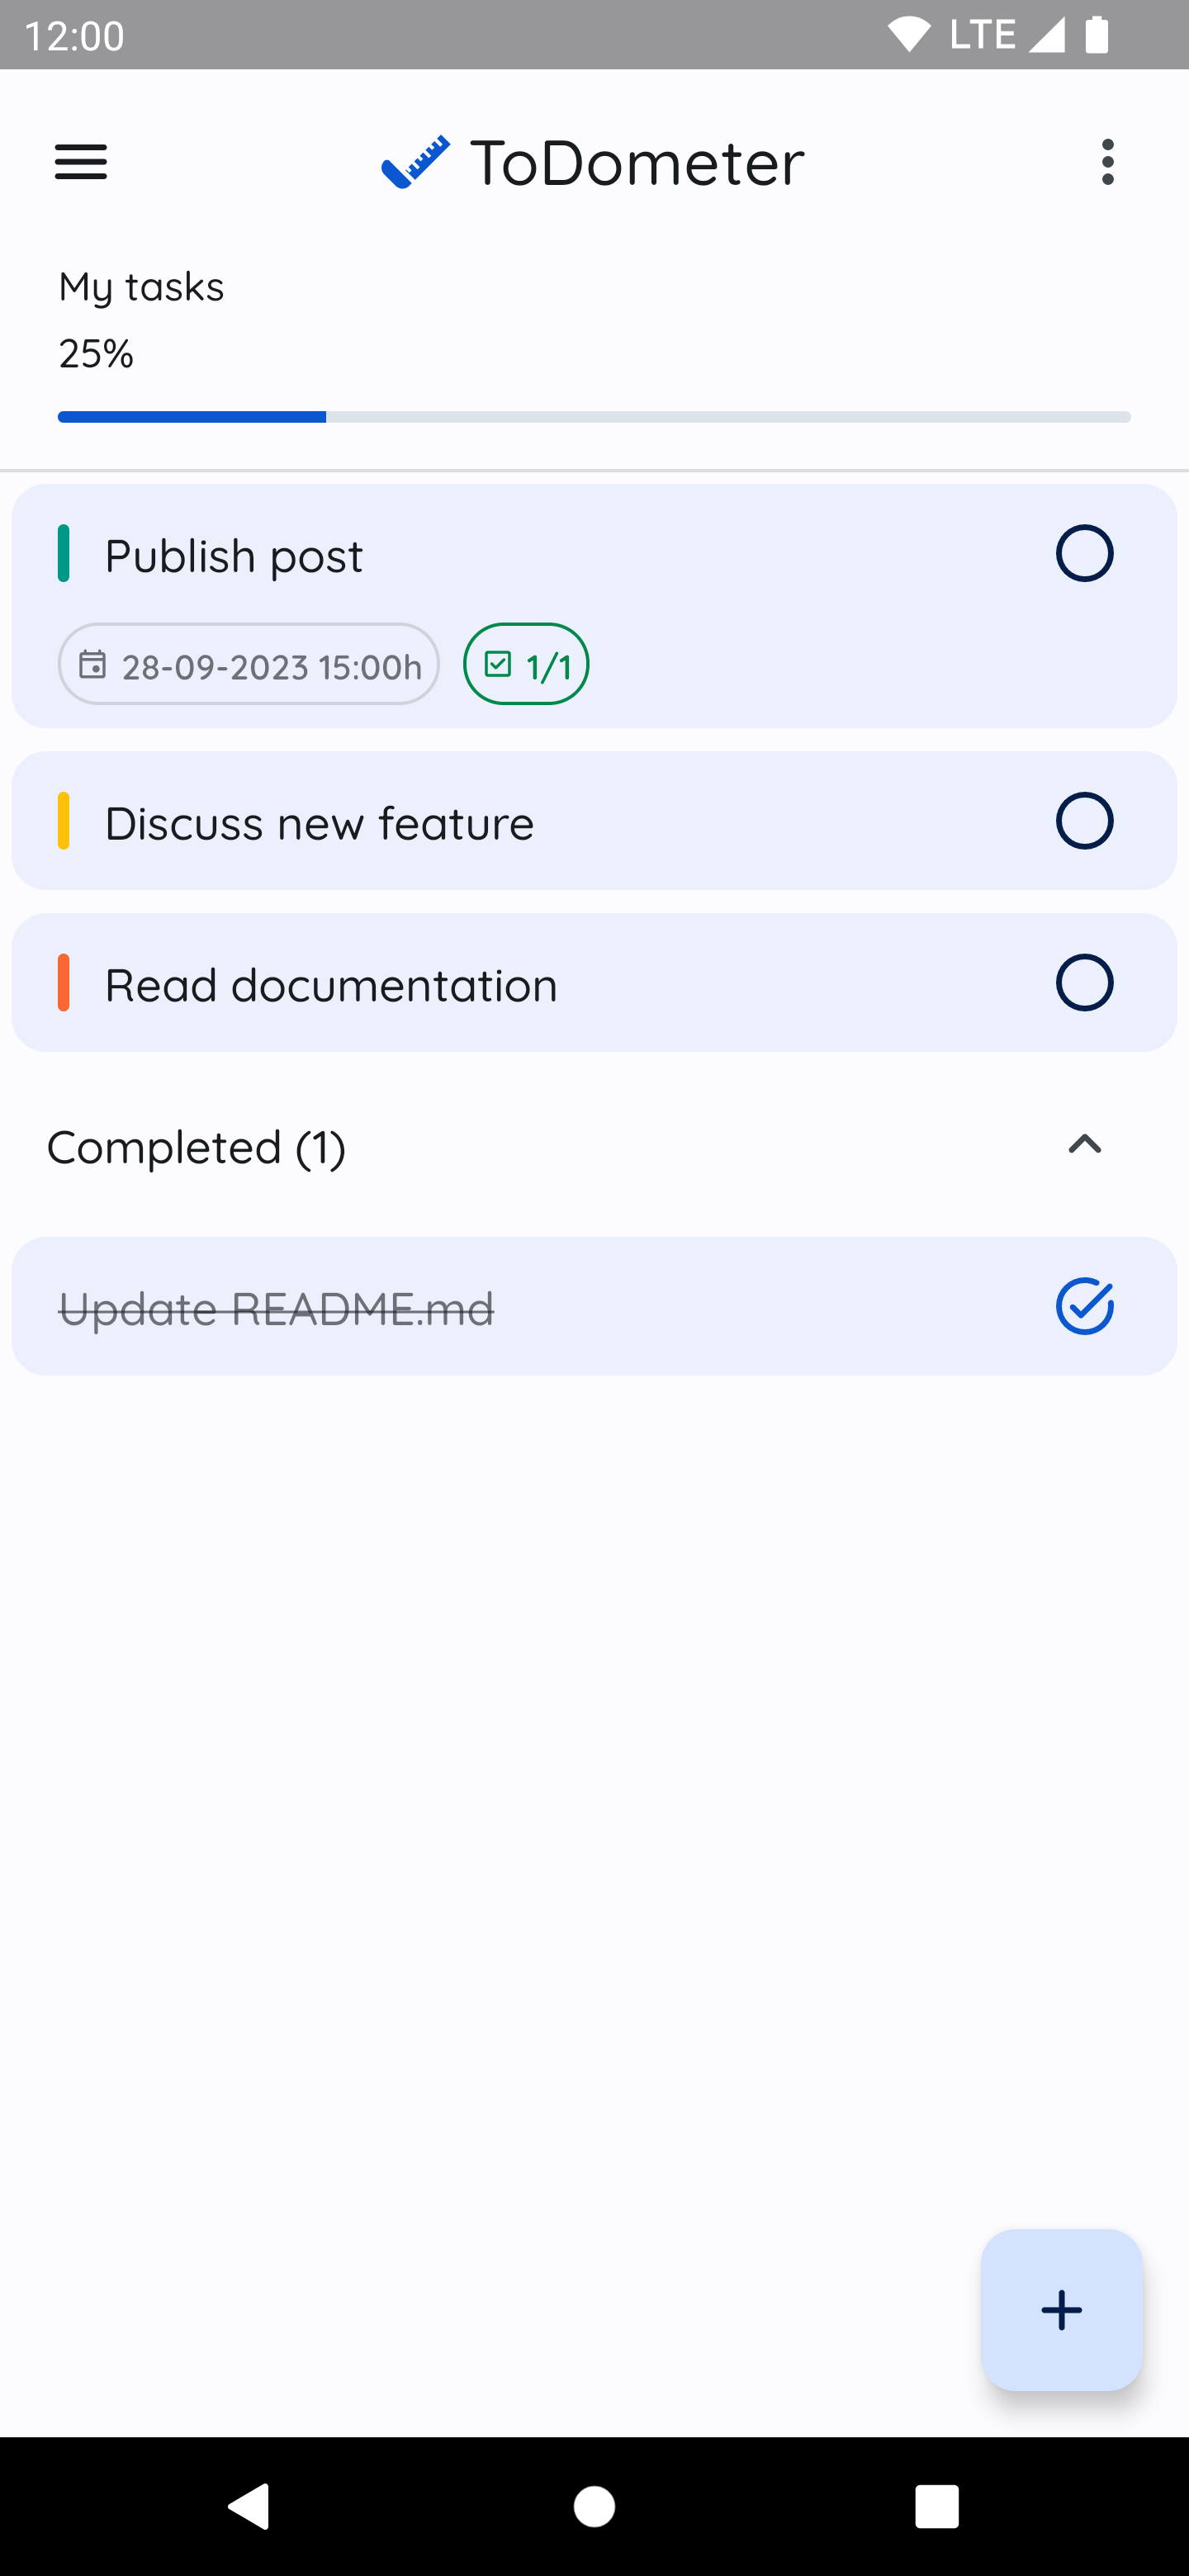 12:00 LTE
ToDometer
My tasks
25%
Publish post
28-09-2023 15:00h 1/1
Discuss new feature
Read documentation
Completed (1)
Update README.md